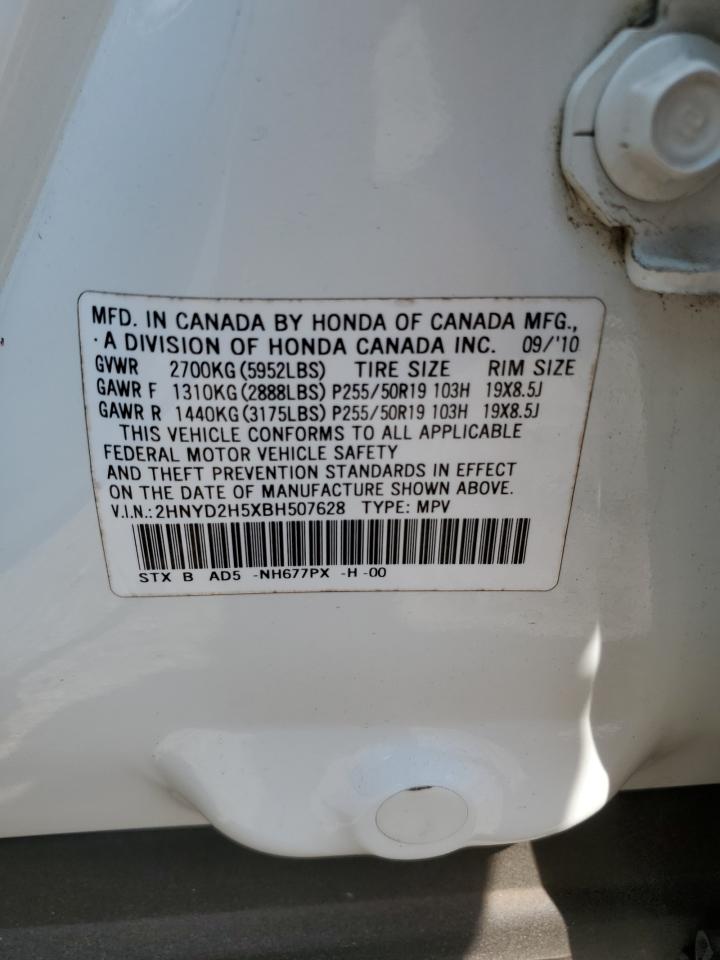 MFD. IN CANADA BY HONDA OF CANADA MFG.,
A DIVISION OF HONDA CANADA INC. 09/'10
GVWR 2700KG(5952LBS) TIRE SIZE RIM SIZE
GAWR F 1310KG(2888LBS) P255/50R19 103H 19X8.5J
GAWR R 1440KG(3175LBS) P255/50R19 103H 19X8.5J
THIS VEHICLE CONFORMS TO ALL APPLICABLE
FEDERAL MOTOR VEHICLE SAFETY
AND THEFT PREVENTION STANDARDS IN EFFECT
ON THE DATE OF MANUFACTURE SHOWN ABOVE.
V.I.N.:2HNYD2H5XBH507628 TYPE: MPV
STX B AD5 -NH677PX -H -00